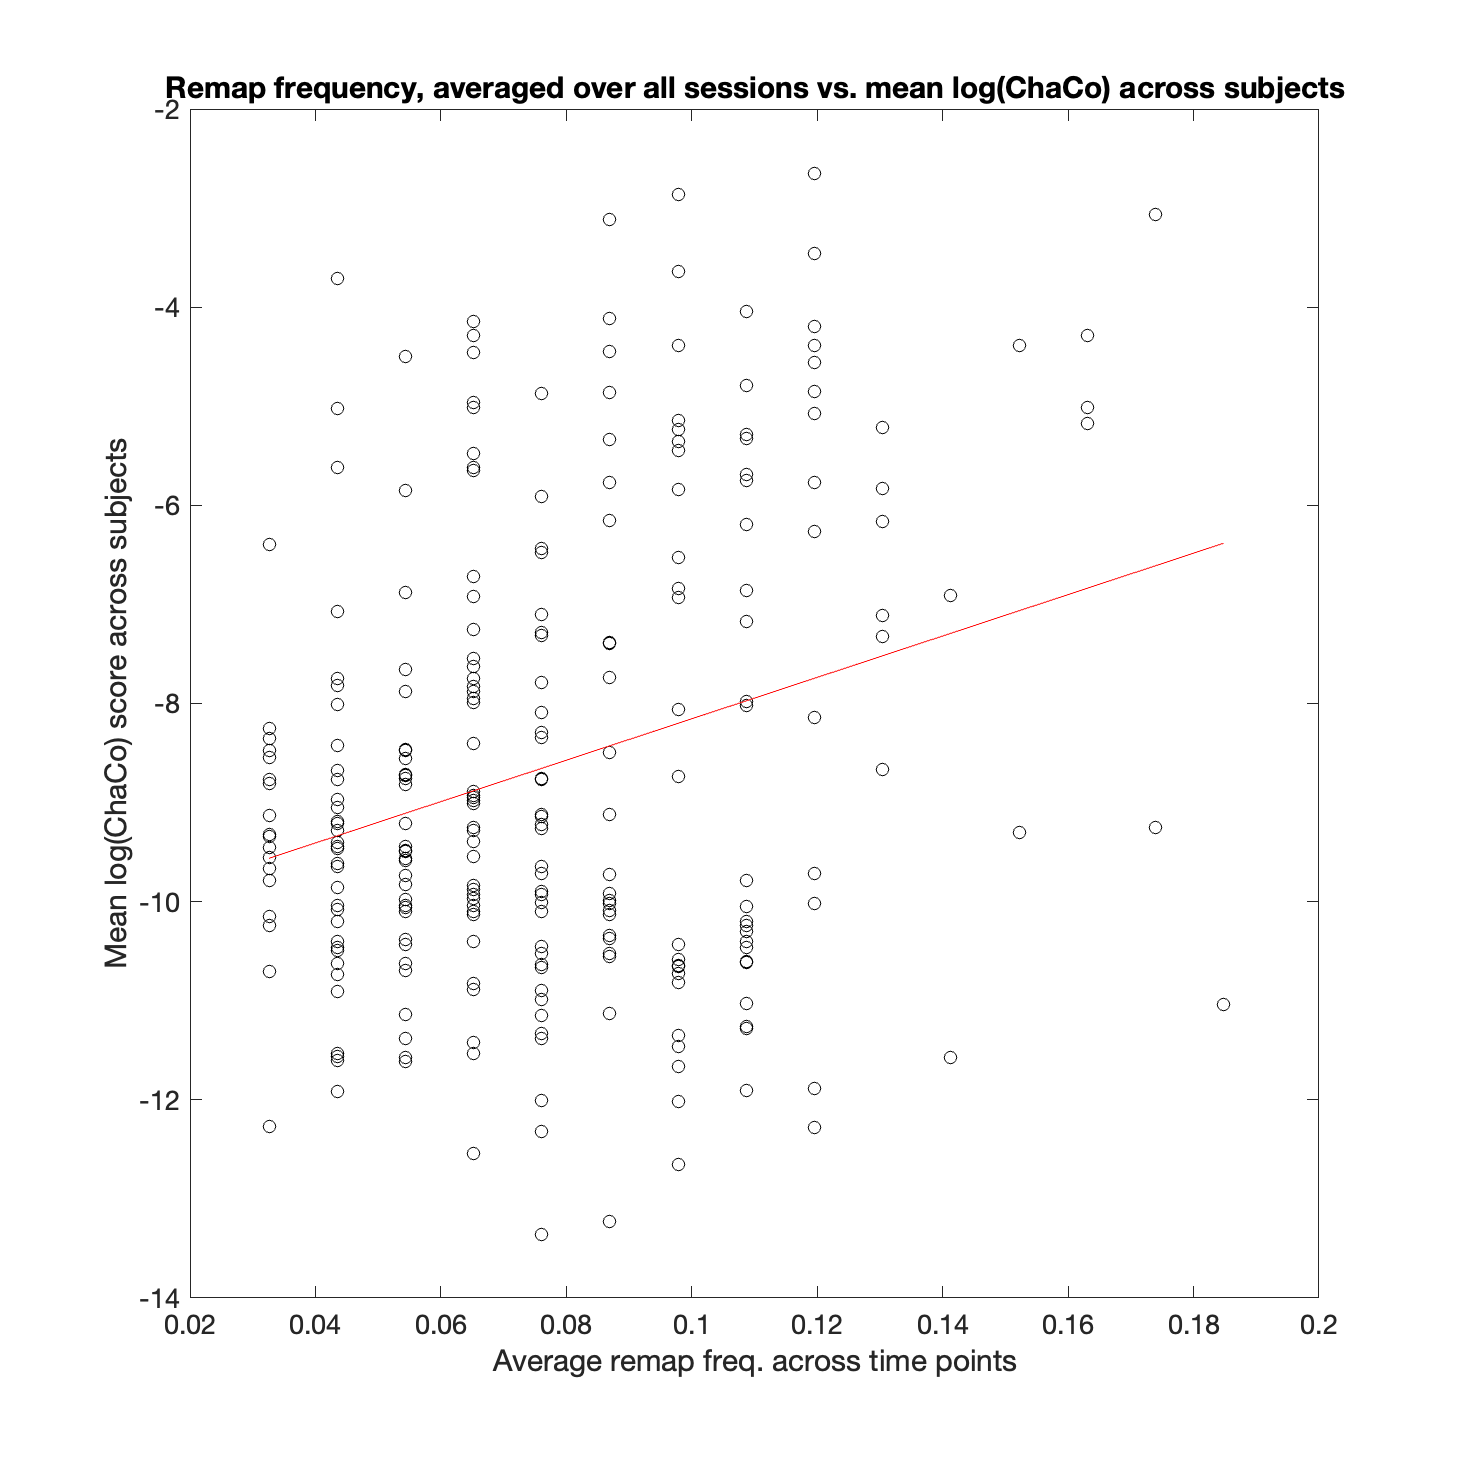 Remap frequency, averaged over all sessions vs. mean log(ChaCo) across subjects
-2
-4
-6
-8
-10
-12
-14
Mean log(ChaCo) score across subjects
0.02 0.04 0.06 0.08 0.1 0.12 0.14 0.16 0.18 0.2
Average remap freq. across time points